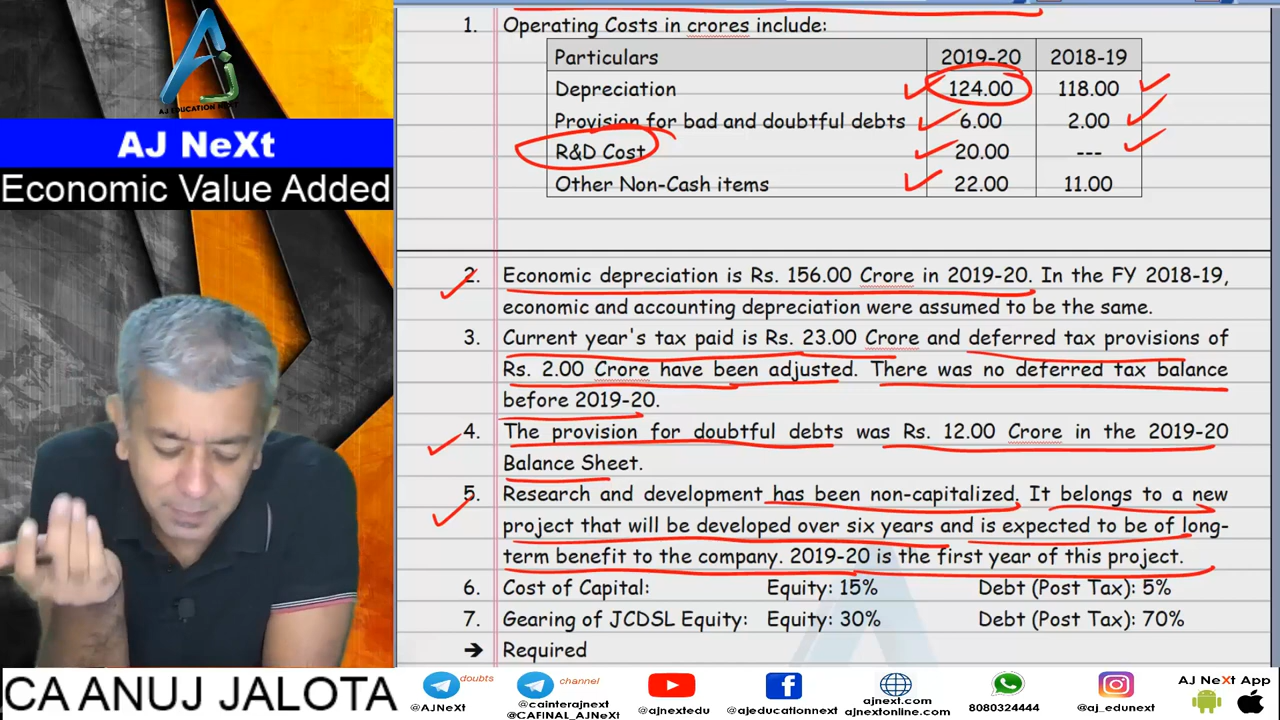 AJ EDUCATION NEXT
AJ NeXt
Economic Value Added
1. Operating Costs in crores include:
Particulars 2019-20 2018-19
Depreciation 124.00 118.00
Provision for bad and doubtful debts 6.00 2.00
R&D Cost 20.00 ---
Other Non-Cash items 22.00 11.00
2. Economic depreciation is Rs. 156.00 Crore in 2019-20. In the FY 2018-19,
economic and accounting depreciation were assumed to be the same.
3. Current year's tax paid is Rs. 23.00 Crore and deferred tax provisions of
Rs. 2.00 Crore have been adjusted. There was no deferred tax balance
before 2019-20.
4. The provision for doubtful debts was Rs. 12.00 Crore in the 2019-20
Balance Sheet.
5. Research and development has been non-capitalized. It belongs to a new
project that will be developed over six years and is expected to be of long-
term benefit to the company. 2019-20 is the first year of this project.
6. Cost of Capital: Equity: 15% Debt (Post Tax): 5%
7. Gearing of JCDSL Equity: Equity: 30% Debt (Post Tax): 70%
➔ Required
CA ANUJ JALOTA
doubts
@AJNeXt
channel
@cainterajnext
@CAFINAL_AJNeXt
@ajnextedu
@ajeducationnext
ajnext.com
ajnextonline.com
8080324444
@aj_edunext
AJ NeXt App